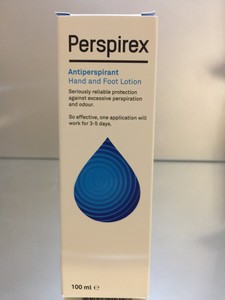 Perspirex
Antiperspirant
Hand and Foot Lotion
Seriously reliable protection
against excessive perspiration
and odour.
So effective, one application will
work for 3-5 days.
100 ml ℮